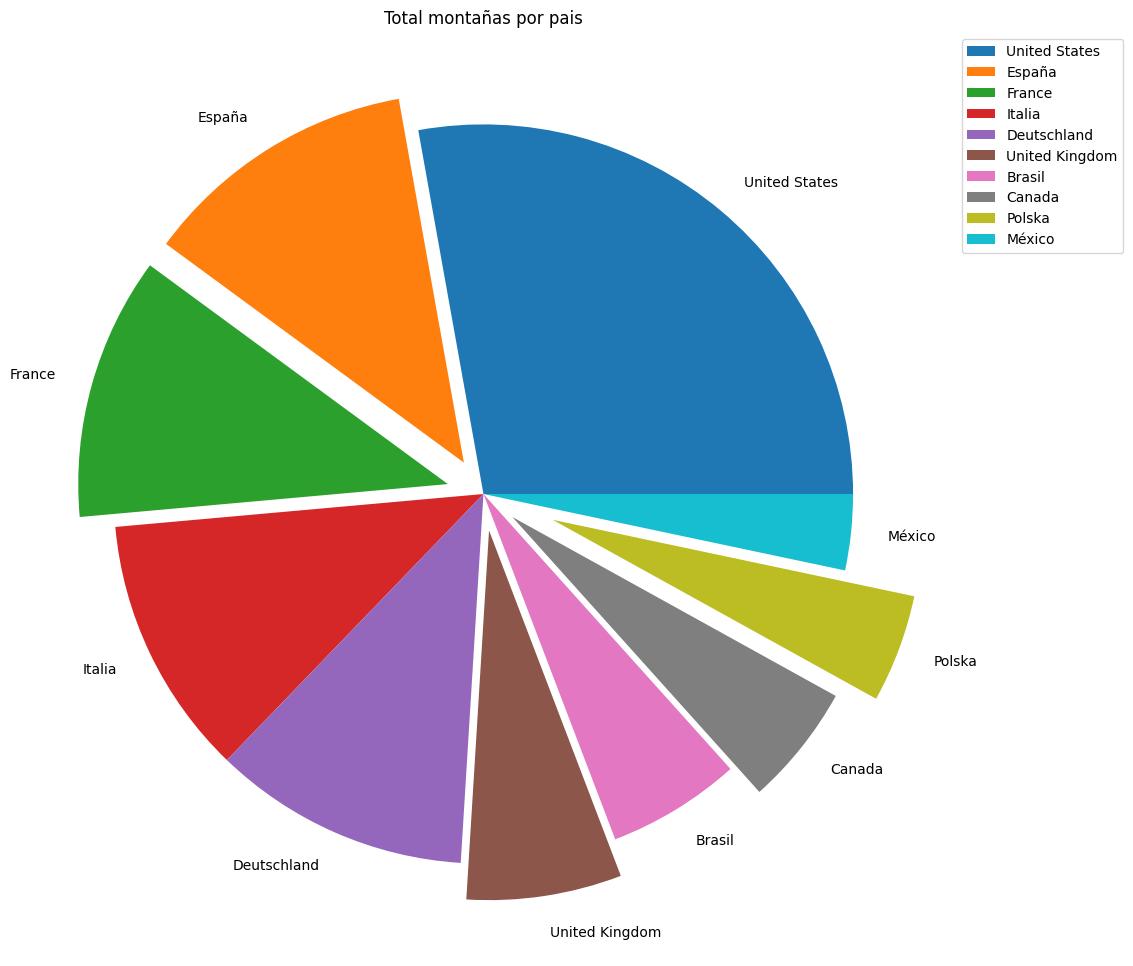 Total montañas por pais
United States
España
France
Italia
Deutschland
United Kingdom
Brasil
Canada
Polska
México
United States
España
France
Italia
Deutschland
United Kingdom
Brasil
Canada
Polska
México